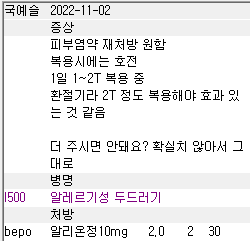 국예슬 2022-11-02
증상
피부염약 재처방 원함
복용시에는 호전
1일 1~2T 복용 중
환절기라 2T 정도 복용해야 효과 있
는 것 같음
더 주시면 안돼요? 확실치 않아서 그
대로
병명
l500 알레르기성 두드러기
처방
bepo 알리온정10mg 2,0 2 30